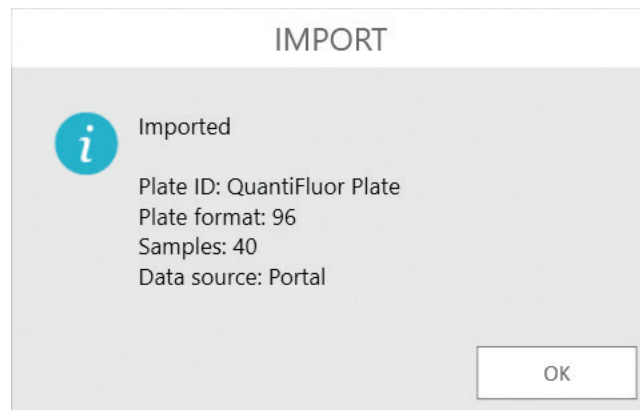 IMPORT
i
Imported
Plate ID: QuantiFluor Plate
Plate format: 96
Samples: 40
Data source: Portal
OK